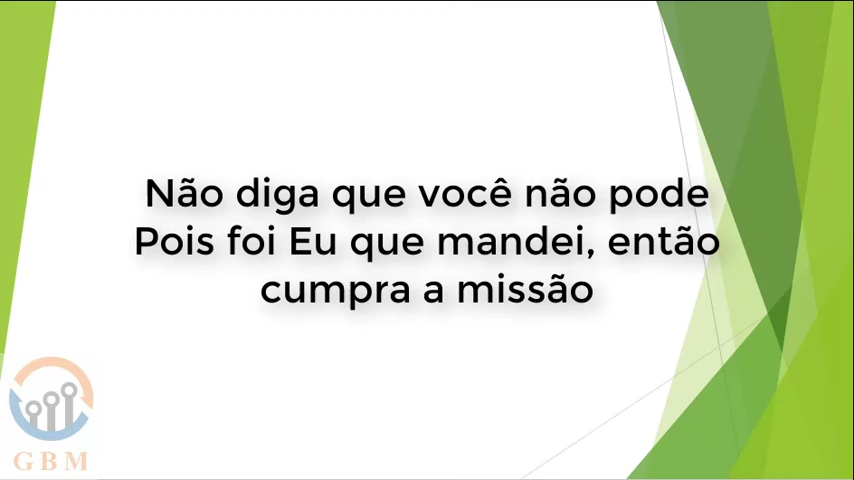 Não diga que você não pode
Pois foi Eu que mandei, então
cumpra a missão
GBM